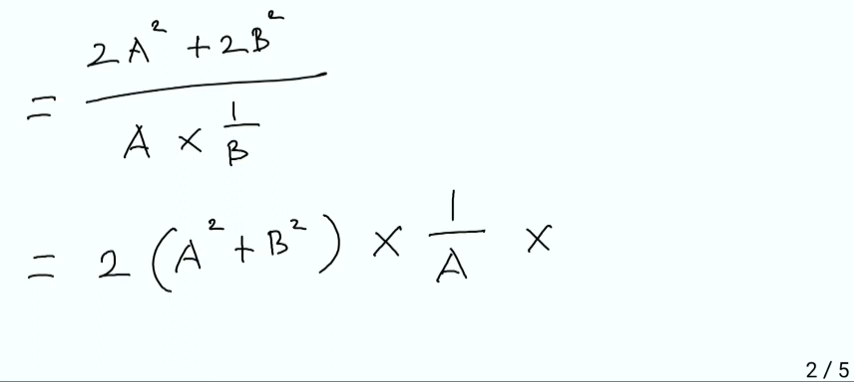 2A² + 2B²
=
A × 1/B
= 2 (A² + B²) × 1/A ×
2 / 5